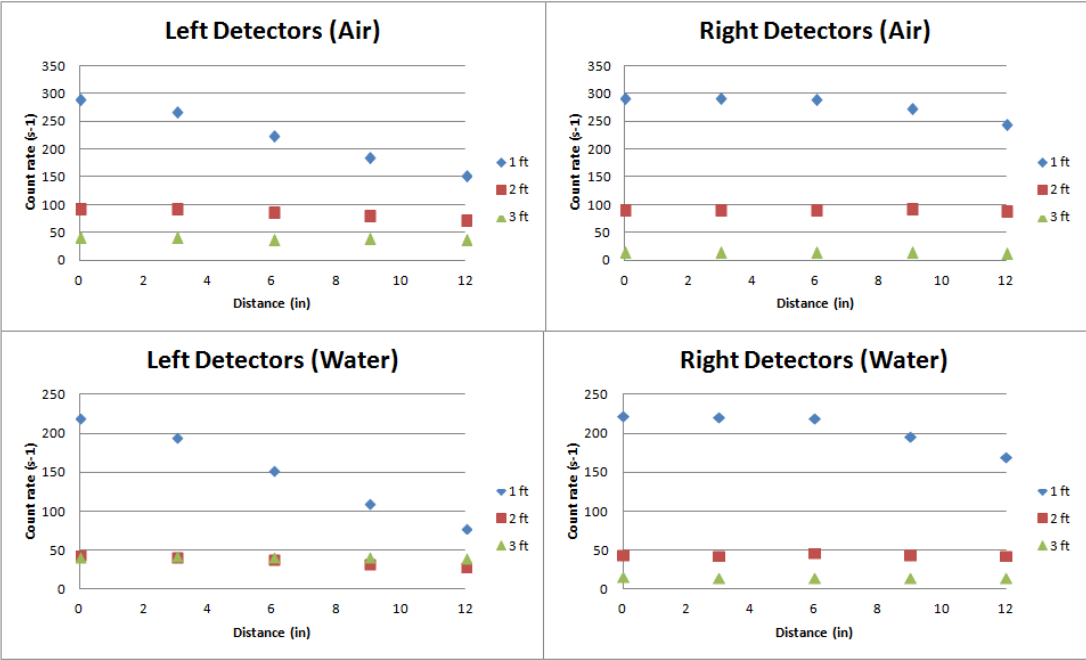 Left Detectors (Air)
Count rate (s-1)
350
300
250
200
150
100
50
0
0 2 4 6 8 10 12
Distance (in)
1 ft
2 ft
3 ft
Right Detectors (Air)
Count rate (s-1)
350
300
250
200
150
100
50
0
0 2 4 6 8 10 12
Distance (in)
1 ft
2 ft
3 ft
Left Detectors (Water)
Count rate (s-1)
250
200
150
100
50
0
0 2 4 6 8 10 12
Distance (in)
1 ft
2 ft
3 ft
Right Detectors (Water)
Count rate (s-1)
250
200
150
100
50
0
0 2 4 6 8 10 12
Distance (in)
1 ft
2 ft
3 ft